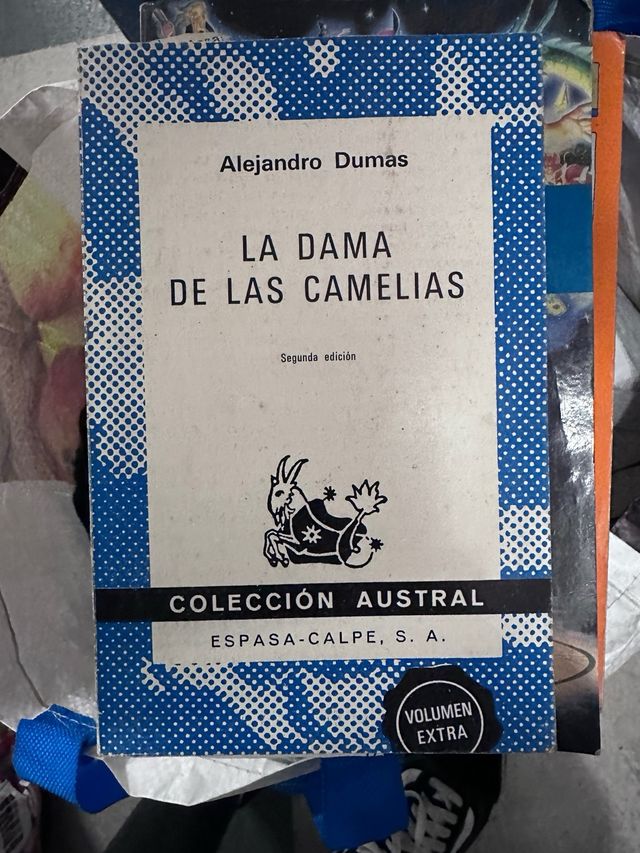 Alejandro Dumas
LA DAMA
DE LAS CAMELIAS
Segunda edición
COLECCIÓN AUSTRAL
ESPASA-CALPE, S. A.
VOLUMEN
EXTRA